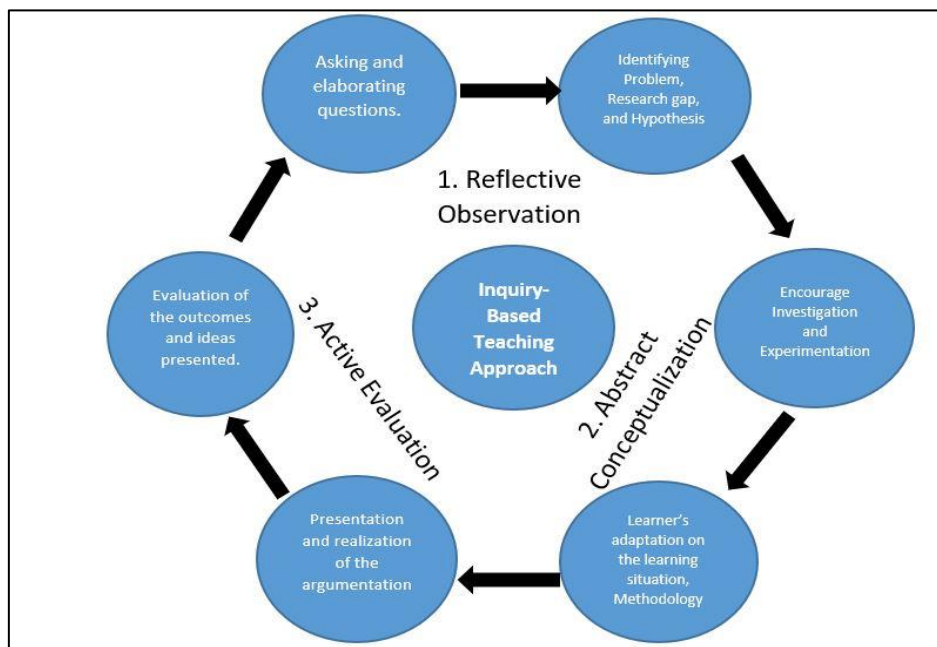 Asking and
elaborating
questions.
Identifying
Problem,
Research gap,
and Hypothesis
1. Reflective
Observation
Encourage
Investigation
and
Experimentation
2. Abstract
Conceptualization
Learner's
adaptation on
the learning
situation,
Methodology
Presentation
and realization
of the
argumentation
3. Active Evaluation
Evaluation of
the outcomes
and ideas
presented.
Inquiry-
Based
Teaching
Approach